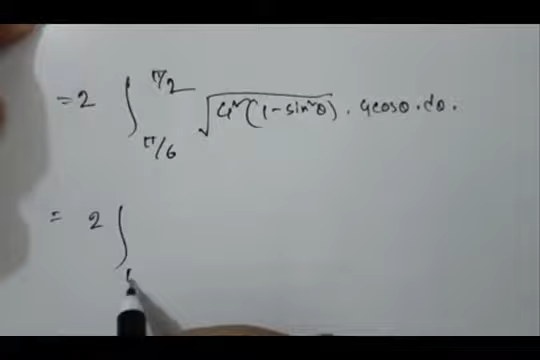 = 2 ∫_{π/6}^{π/2} √(4²(1 - sin²θ)) . 4cosθ . dθ .
= 2 ∫